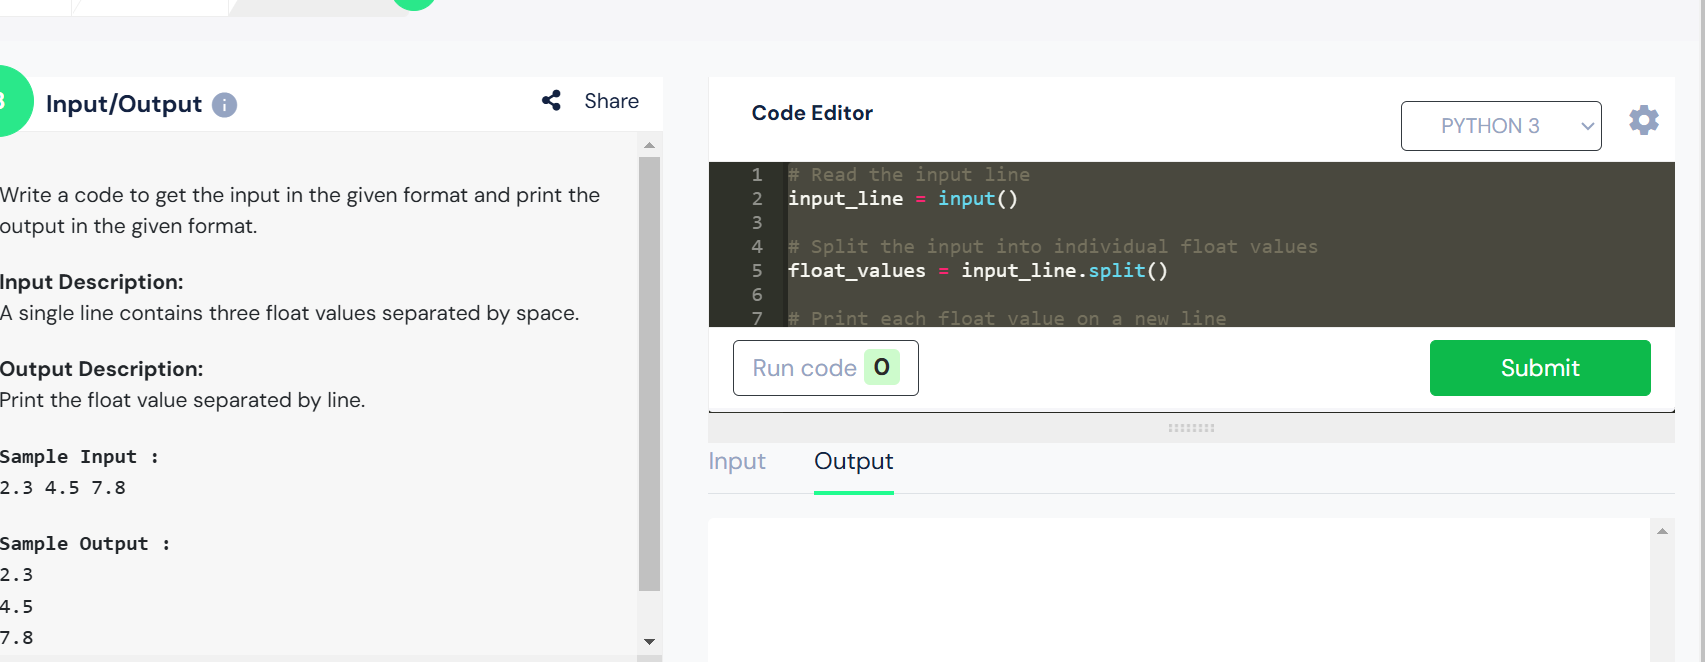 Input/Output i
Share
Write a code to get the input in the given format and print the
output in the given format.
Input Description:
A single line contains three float values separated by space.
Output Description:
Print the float value separated by line.
Sample Input :
2.3 4.5 7.8
Sample Output :
2.3
4.5
7.8
Code Editor
PYTHON 3
1 # Read the input line
2 input_line = input()
3
4 # Split the input into individual float values
5 float_values = input_line.split()
6
7 # Print each float value on a new line
Run code 0
Submit
Input Output